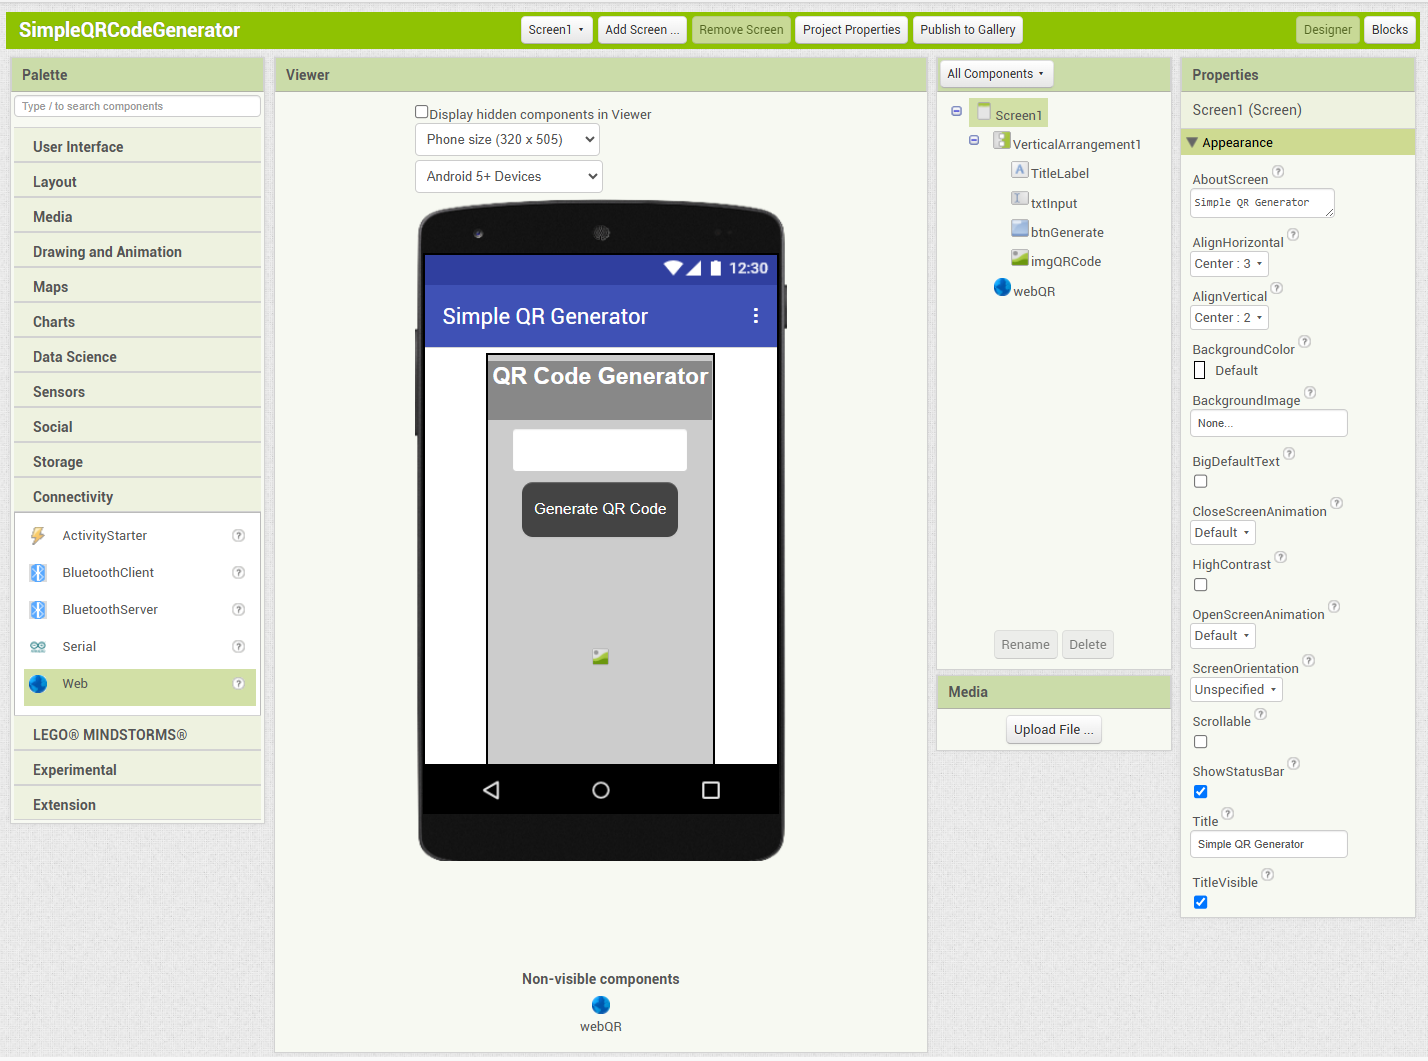 SimpleQRCodeGenerator
Screen1
Add Screen ...
Remove Screen
Project Properties
Publish to Gallery
Designer
Blocks
Palette
Type / to search components
User Interface
Layout
Media
Drawing and Animation
Maps
Charts
Data Science
Sensors
Social
Storage
Connectivity
ActivityStarter
BluetoothClient
BluetoothServer
Serial
Web
LEGO® MINDSTORMS®
Experimental
Extension
Viewer
Display hidden components in Viewer
Phone size (320 x 505)
Android 5+ Devices
12:30
Simple QR Generator
QR Code Generator
Generate QR Code
Non-visible components
webQR
All Components
Screen1
VerticalArrangement1
TitleLabel
txtInput
btnGenerate
imgQRCode
webQR
Rename
Delete
Media
Upload File ...
Properties
Screen1 (Screen)
Appearance
AboutScreen
Simple QR Generator
AlignHorizontal
Center : 3
AlignVertical
Center : 2
BackgroundColor
Default
BackgroundImage
None...
BigDefaultText
CloseScreenAnimation
Default
HighContrast
OpenScreenAnimation
Default
ScreenOrientation
Unspecified
Scrollable
ShowStatusBar
Title
Simple QR Generator
TitleVisible